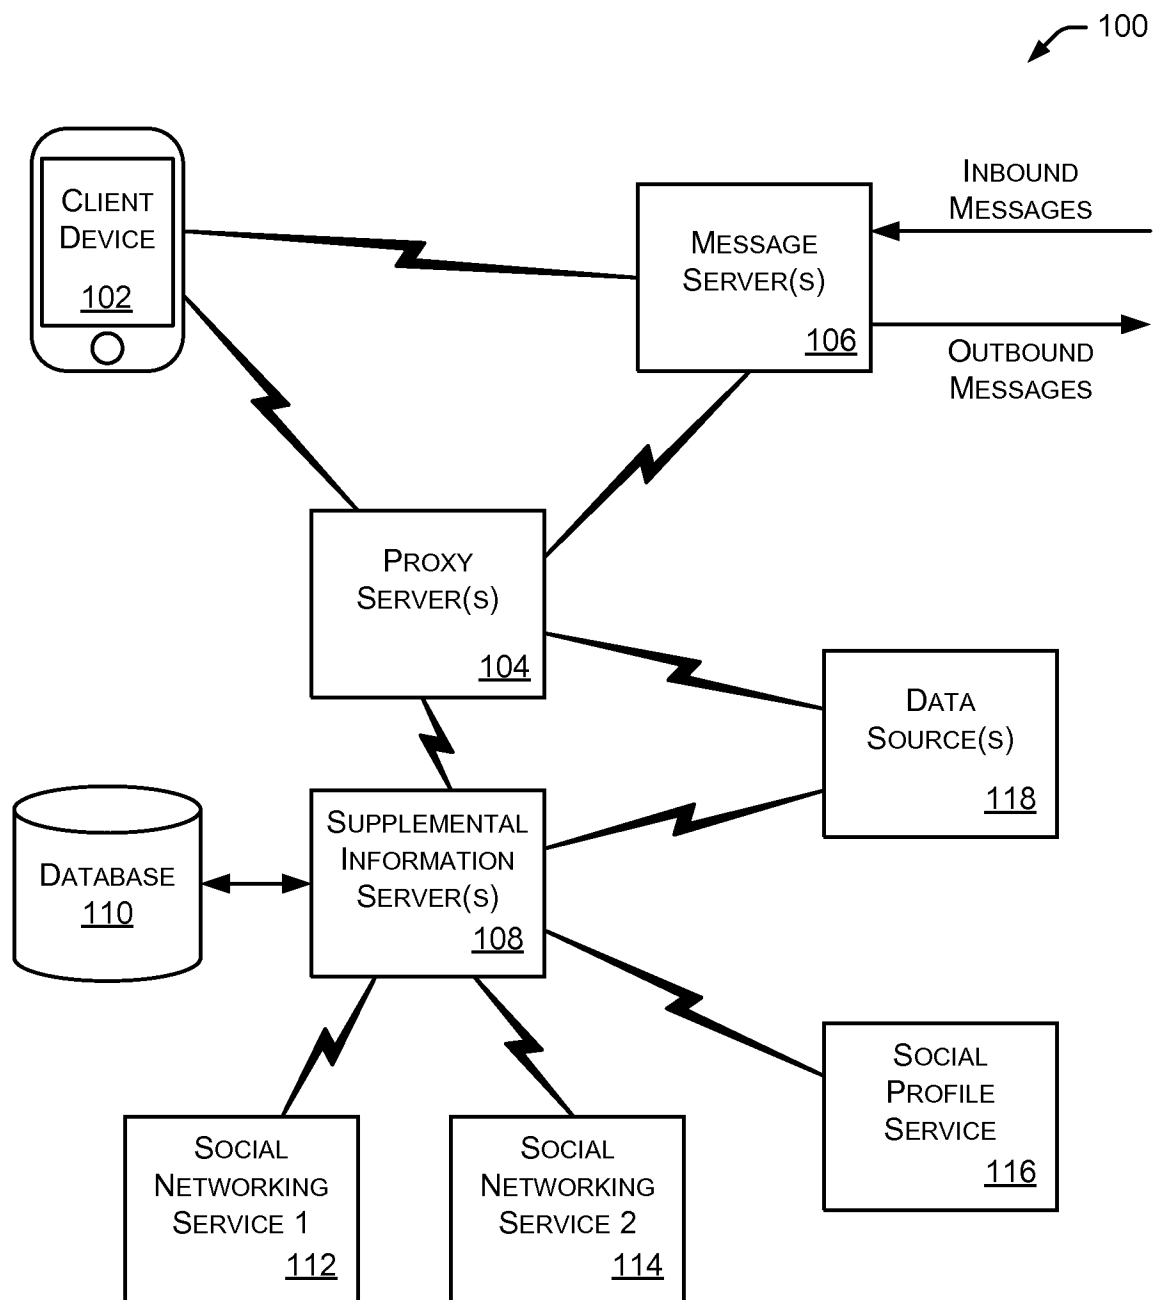 100
CLIENT
DEVICE
102
INBOUND
MESSAGES
MESSAGE
SERVER(S)
106
OUTBOUND
MESSAGES
PROXY
SERVER(S)
104
DATA
SOURCE(S)
118
SUPPLEMENTAL
INFORMATION
SERVER(S)
108
DATABASE
110
SOCIAL
PROFILE
SERVICE
116
SOCIAL
NETWORKING
SERVICE 1
112
SOCIAL
NETWORKING
SERVICE 2
114